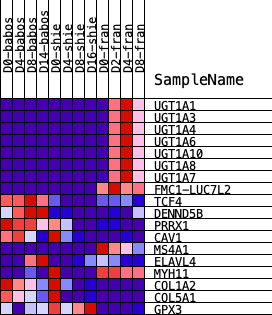 D0-babos
D4-babos
D8-babos
D14-babos
D0-shie
D4-shie
D8-shie
D16-shie
D0-fran
D2-fran
D4-fran
D8-fran
SampleName
UGT1A1
UGT1A3
UGT1A4
UGT1A6
UGT1A10
UGT1A8
UGT1A7
FMC1-LUC7L2
TCF4
DENND5B
PRRX1
CAV1
MS4A1
ELAVL4
MYH11
COL1A2
COL5A1
GPX3